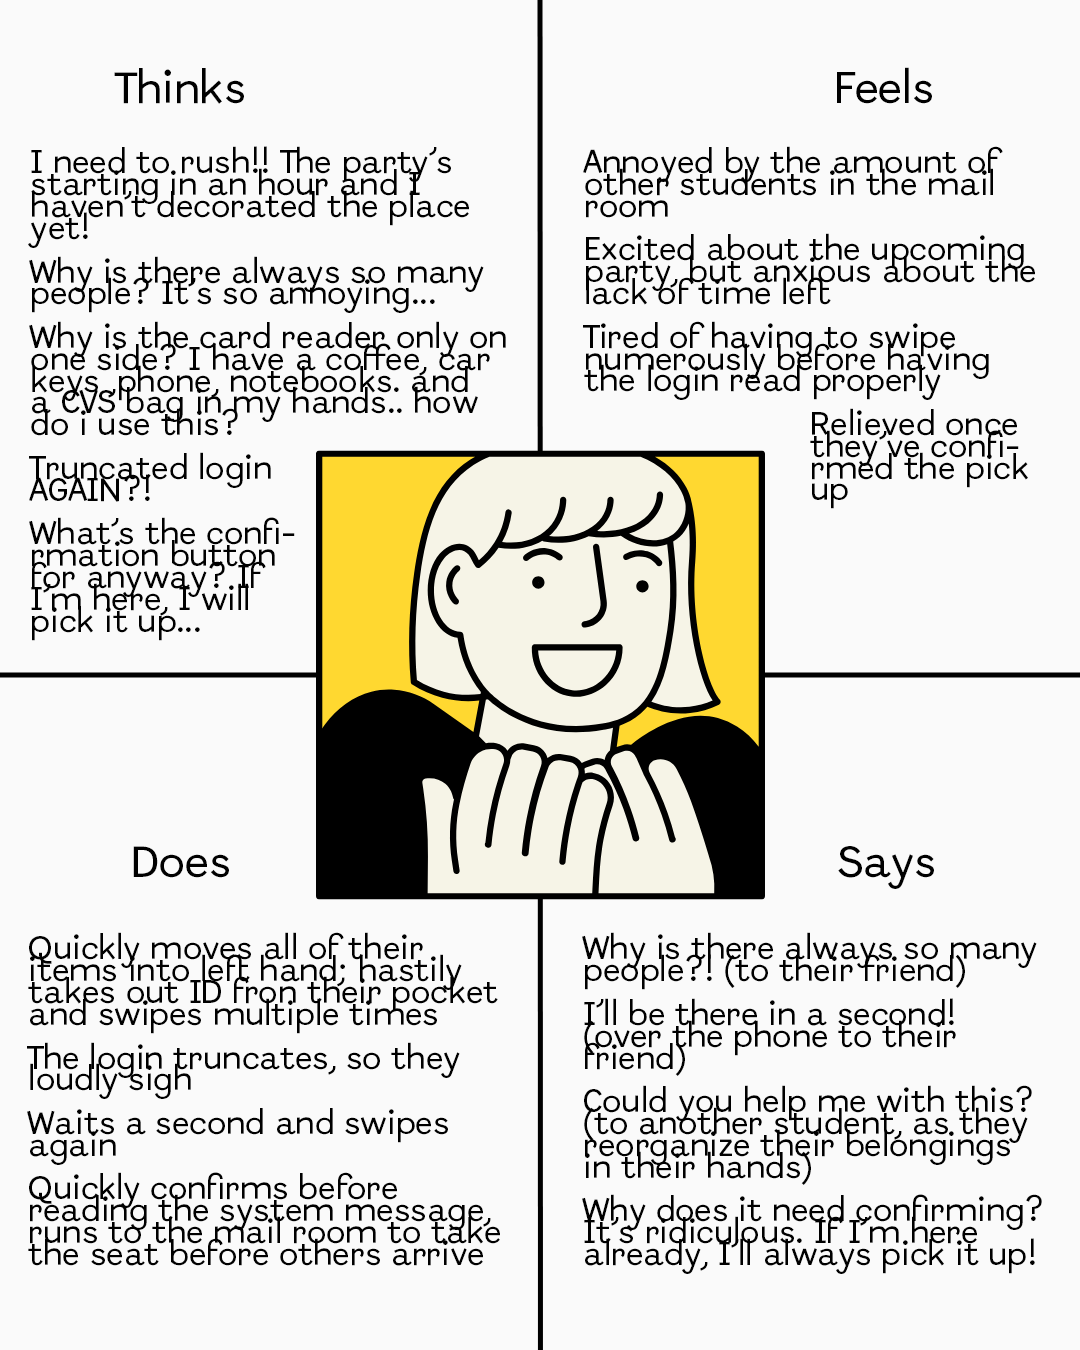 Thinks
I need to rush!! The party's
starting in an hour and I
haven't decorated the place
yet!
Why is there always so many
people? It's so annoying...
Why is the card reader only on
one side? I have a coffee, car
keys, phone, notebooks. and
a CVS bag in my hands.. how
do i use this?
Truncated login
AGAIN?!
What's the confi-
rmation button
for anyway? If
I'm here, I will
pick it up...
Feels
Annoyed by the amount of
other students in the mail
room
Excited about the upcoming
party, but anxious about the
lack of time left
Tired of having to swipe
numerously before having
the login read properly
Relieved once
they've confi-
rmed the pick
up
Does
Quickly moves all of their
items into left hand; hastily
takes out ID fron their pocket
and swipes multiple times
The login truncates, so they
loudly sigh
Waits a second and swipes
again
Quickly confirms before
reading the system message,
runs to the mail room to take
the seat before others arrive
Says
Why is there always so many
people?! (to their friend)
I'll be there in a second!
(over the phone to their
friend)
Could you help me with this?
(to another student, as they
reorganize their belongings
in their hands)
Why does it need confirming?
It's ridiculous. If I'm here
already, I'll always pick it up!